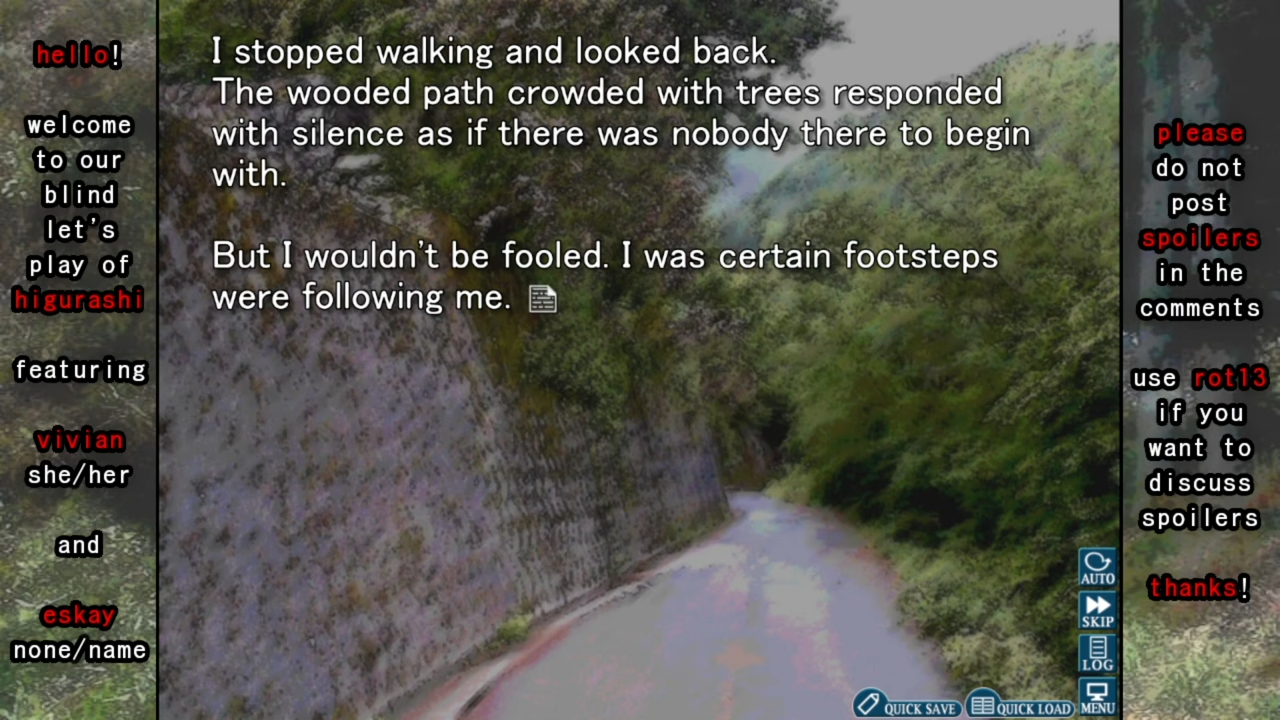 hello!
welcome
to our
blind
let's
play of
higurashi
featuring
vivian
she/her
and
eskay
none/name
I stopped walking and looked back.
The wooded path crowded with trees responded
with silence as if there was nobody there to begin
with.
But I wouldn't be fooled. I was certain footsteps
were following me.
please
do not
post
spoilers
in the
comments
use rot13
if you
want to
discuss
spoilers
thanks!
AUTO
SKIP
LOG
MENU
QUICK SAVE
QUICK LOAD